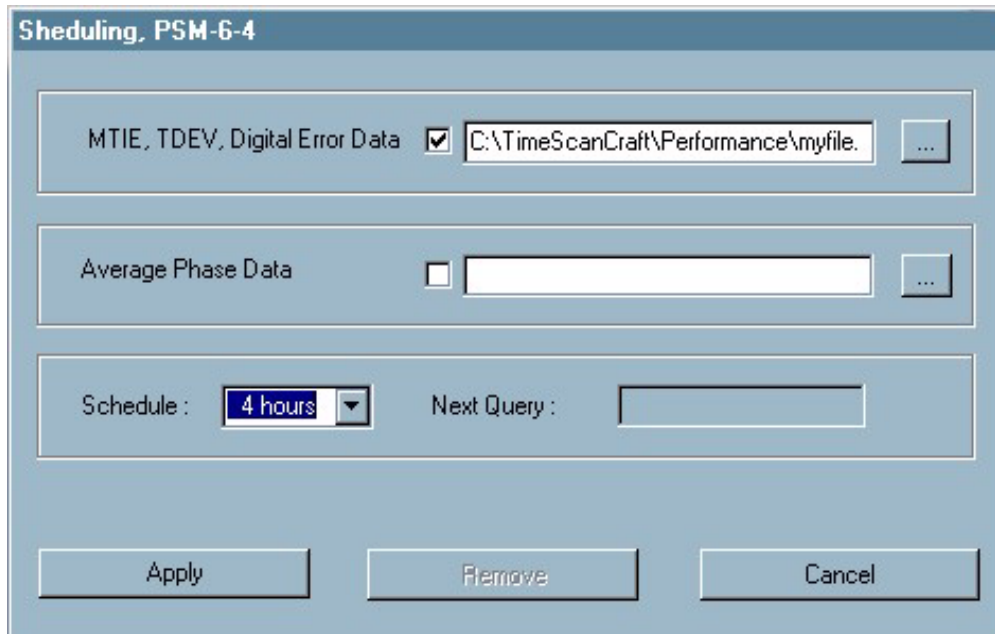 Sheduling, PSM-6-4
MTIE, TDEV, Digital Error Data C:\TimeScanCraft\Performance\myfile. ...
Average Phase Data ...
Schedule : 4 hours Next Query :
Apply Remove Cancel